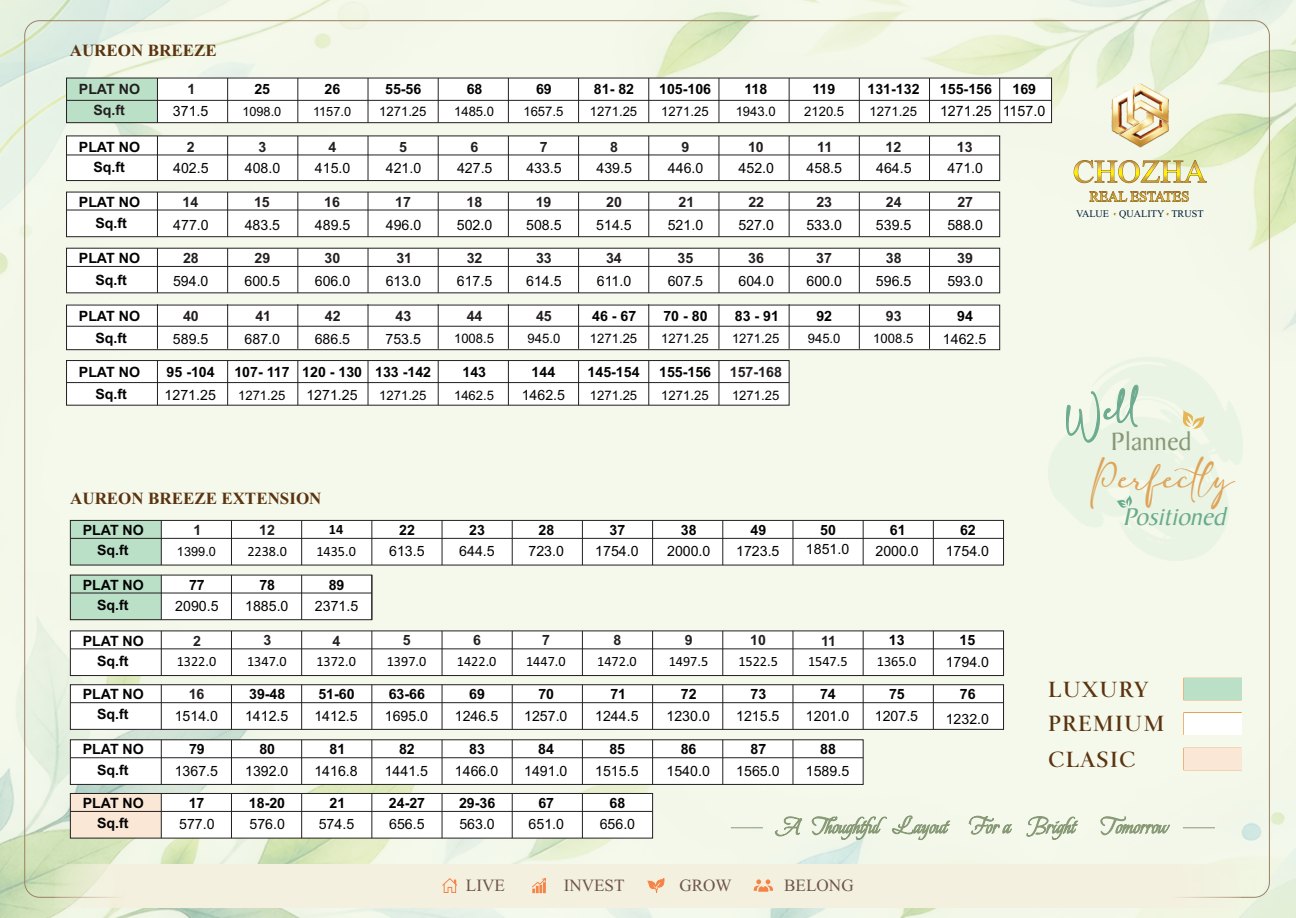 AUREON BREEZE
PLAT NO 1 25 26 55-56 68 69 81- 82 105-106 118 119 131-132 155-156 169
Sq.ft 371.5 1098.0 1157.0 1271.25 1485.0 1657.5 1271.25 1271.25 1943.0 2120.5 1271.25 1271.25 1157.0
PLAT NO 2 3 4 5 6 7 8 9 10 11 12 13
Sq.ft 402.5 408.0 415.0 421.0 427.5 433.5 439.5 446.0 452.0 458.5 464.5 471.0
PLAT NO 14 15 16 17 18 19 20 21 22 23 24 27
Sq.ft 477.0 483.5 489.5 496.0 502.0 508.5 514.5 521.0 527.0 533.0 539.5 588.0
PLAT NO 28 29 30 31 32 33 34 35 36 37 38 39
Sq.ft 594.0 600.5 606.0 613.0 617.5 614.5 611.0 607.5 604.0 600.0 596.5 593.0
PLAT NO 40 41 42 43 44 45 46 - 67 70 - 80 83 - 91 92 93 94
Sq.ft 589.5 687.0 686.5 753.5 1008.5 945.0 1271.25 1271.25 1271.25 945.0 1008.5 1462.5
PLAT NO 95 -104 107- 117 120 - 130 133 -142 143 144 145-154 155-156 157-168
Sq.ft 1271.25 1271.25 1271.25 1271.25 1462.5 1462.5 1271.25 1271.25 1271.25
CHOZHA
REAL ESTATES
VALUE · QUALITY · TRUST
Well
Planned
Perfectly
Positioned
AUREON BREEZE EXTENSION
PLAT NO 1 12 14 22 23 28 37 38 49 50 61 62
Sq.ft 1399.0 2238.0 1435.0 613.5 644.5 723.0 1754.0 2000.0 1723.5 1851.0 2000.0 1754.0
PLAT NO 77 78 89
Sq.ft 2090.5 1885.0 2371.5
PLAT NO 2 3 4 5 6 7 8 9 10 11 13 15
Sq.ft 1322.0 1347.0 1372.0 1397.0 1422.0 1447.0 1472.0 1497.5 1522.5 1547.5 1365.0 1794.0
PLAT NO 16 39-48 51-60 63-66 69 70 71 72 73 74 75 76
Sq.ft 1514.0 1412.5 1412.5 1695.0 1246.5 1257.0 1244.5 1230.0 1215.5 1201.0 1207.5 1232.0
PLAT NO 79 80 81 82 83 84 85 86 87 88
Sq.ft 1367.5 1392.0 1416.8 1441.5 1466.0 1491.0 1515.5 1540.0 1565.0 1589.5
PLAT NO 17 18-20 21 24-27 29-36 67 68
Sq.ft 577.0 576.0 574.5 656.5 563.0 651.0 656.0
LUXURY
PREMIUM
CLASIC
A Thoughtful Layout For a Bright Tomorrow
LIVE INVEST GROW BELONG